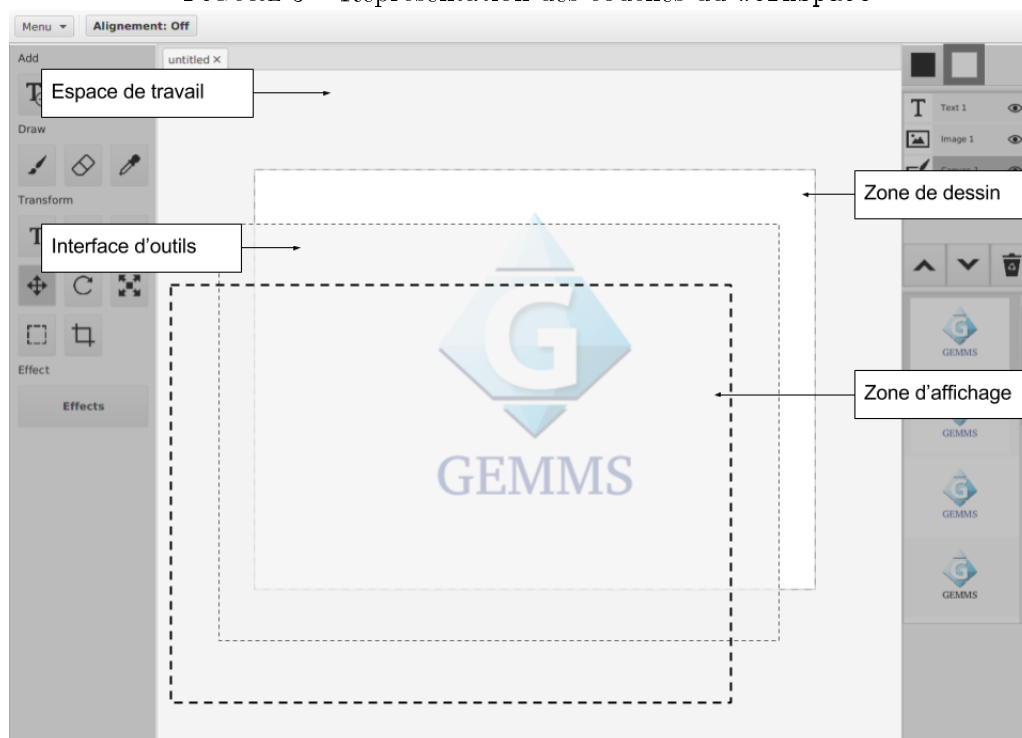 Menu
Alignement: Off
Add
untitled ×
Espace de travail
Draw
Text 1
Image 1
Transform
Zone de dessin
Interface d'outils
G
GEMMS
Effect
Effects
Zone d'affichage
GEMMS
GEMMS
GEMMS
GEMMS